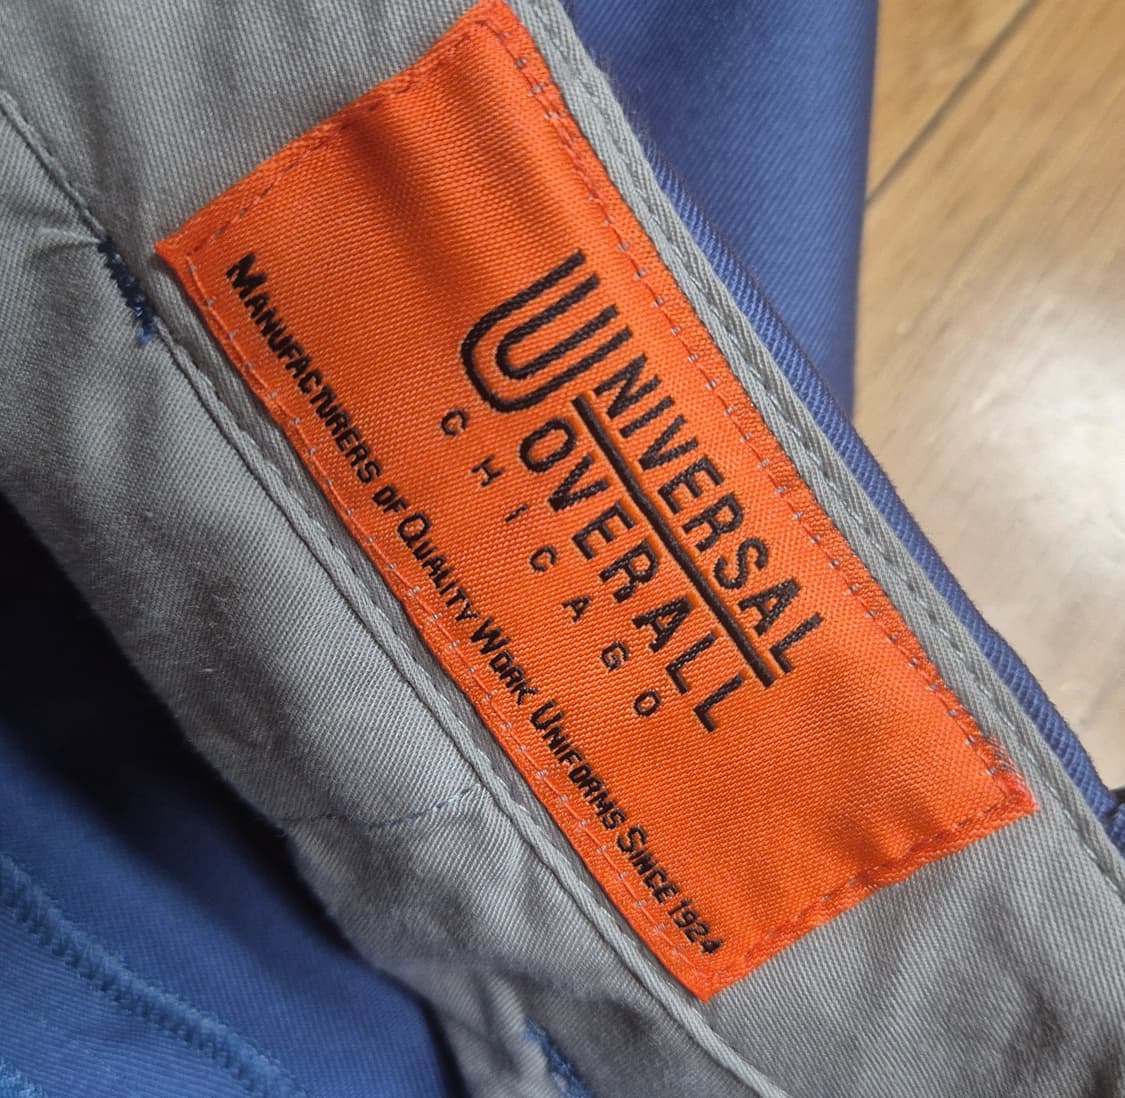 UNIVERSAL
OVERALL
CHICAGO
MANUFACTURERS OF QUALITY WORK UNIFORMS SINCE 1924